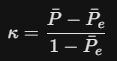 κ = (P̄ − P̄ₑ) / (1 − P̄ₑ)